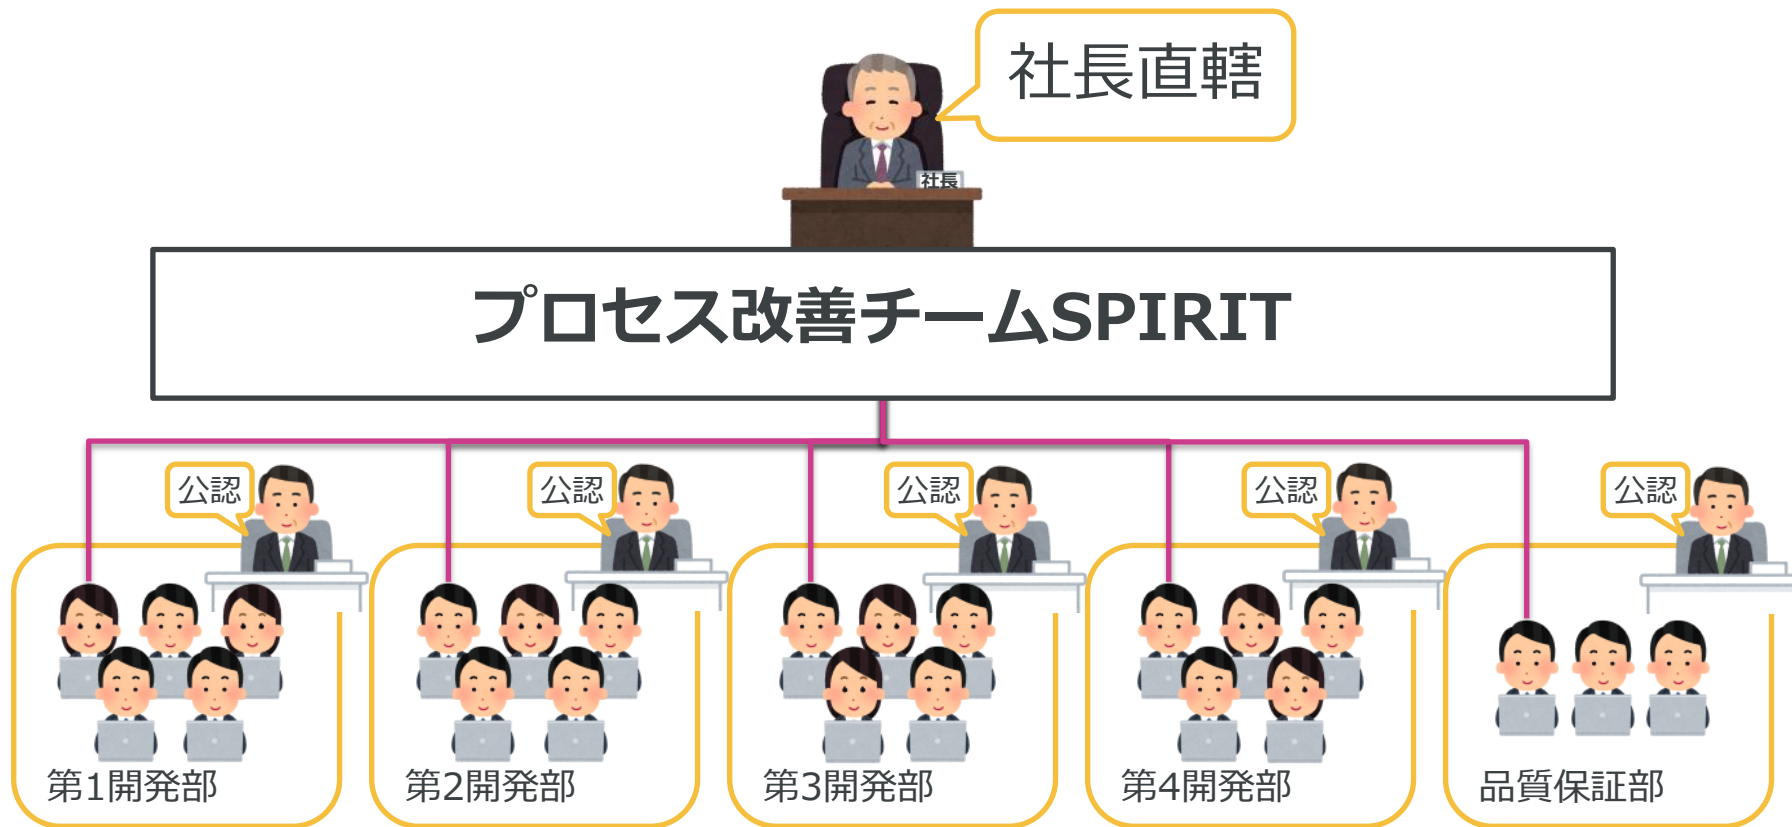 社長直轄
社長
プロセス改善チームSPIRIT
公認
公認
公認
公認
公認
第1開発部
第2開発部
第3開発部
第4開発部
品質保証部